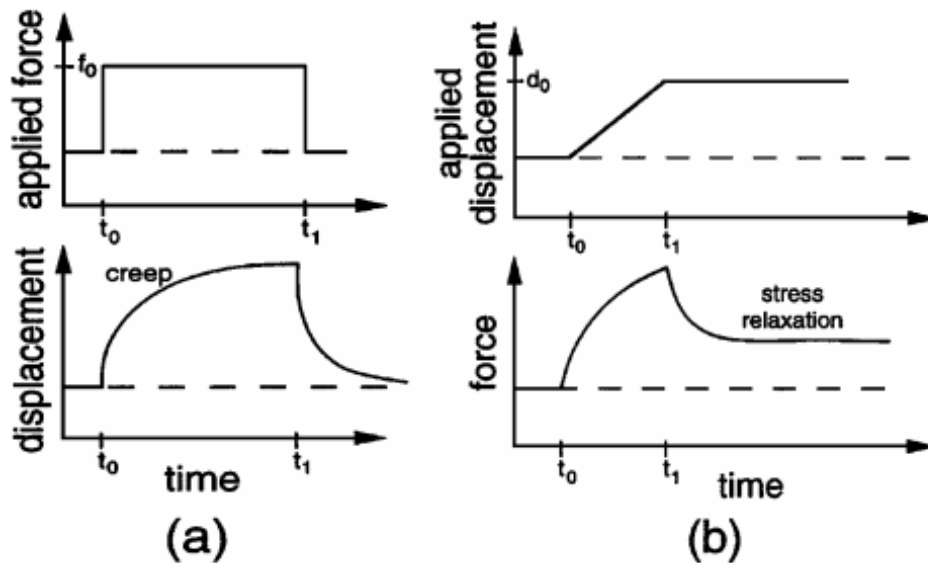 applied force
f₀
t₀
t₁
displacement
creep
t₀
t₁
time
(a)
applied
displacement
d₀
t₀
t₁
force
stress
relaxation
t₀
t₁
time
(b)